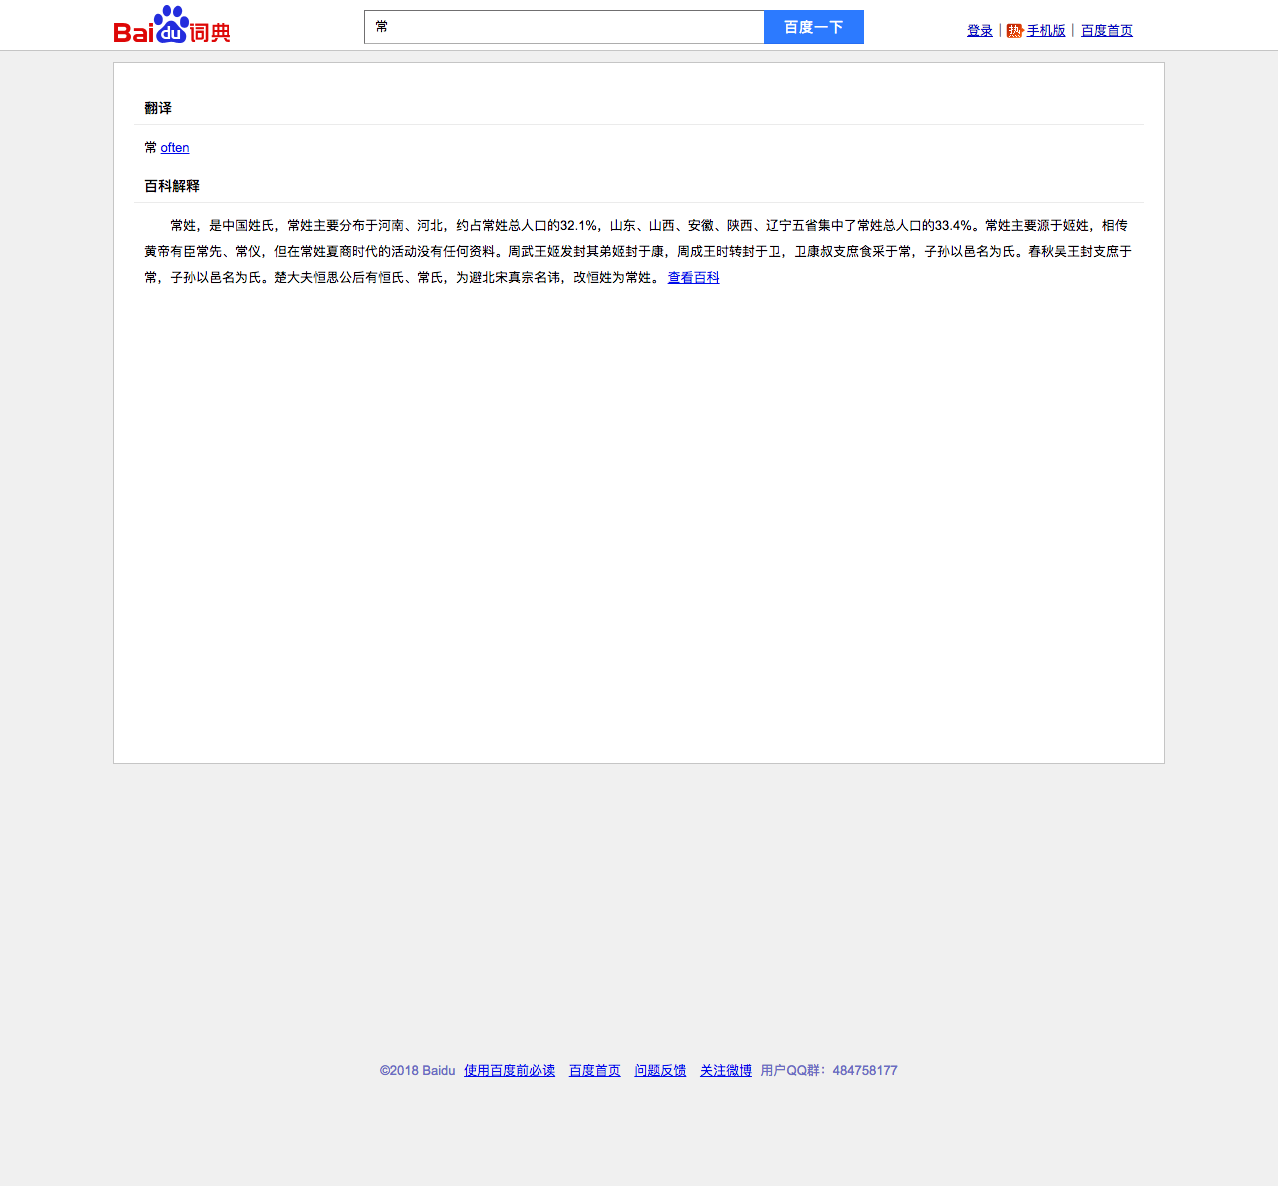 Baidu词典 常 百度一下 登录 | 热 手机版 | 百度首页
翻译
常 often
百科解释
常姓，是中国姓氏，常姓主要分布于河南、河北，约占常姓总人口的32.1%，山东、山西、安徽、陕西、辽宁五省集中了常姓总人口的33.4%。常姓主要源于姬姓，相传
黄帝有臣常先、常仪，但在常姓夏商时代的活动没有任何资料。周武王姬发封其弟姬封于康，周成王时转封于卫，卫康叔支庶食采于常，子孙以邑名为氏。春秋吴王封支庶于
常，子孙以邑名为氏。楚大夫恒思公后有恒氏、常氏，为避北宋真宗名讳，改恒姓为常姓。 查看百科
©2018 Baidu 使用百度前必读 百度首页 问题反馈 关注微博 用户QQ群：484758177